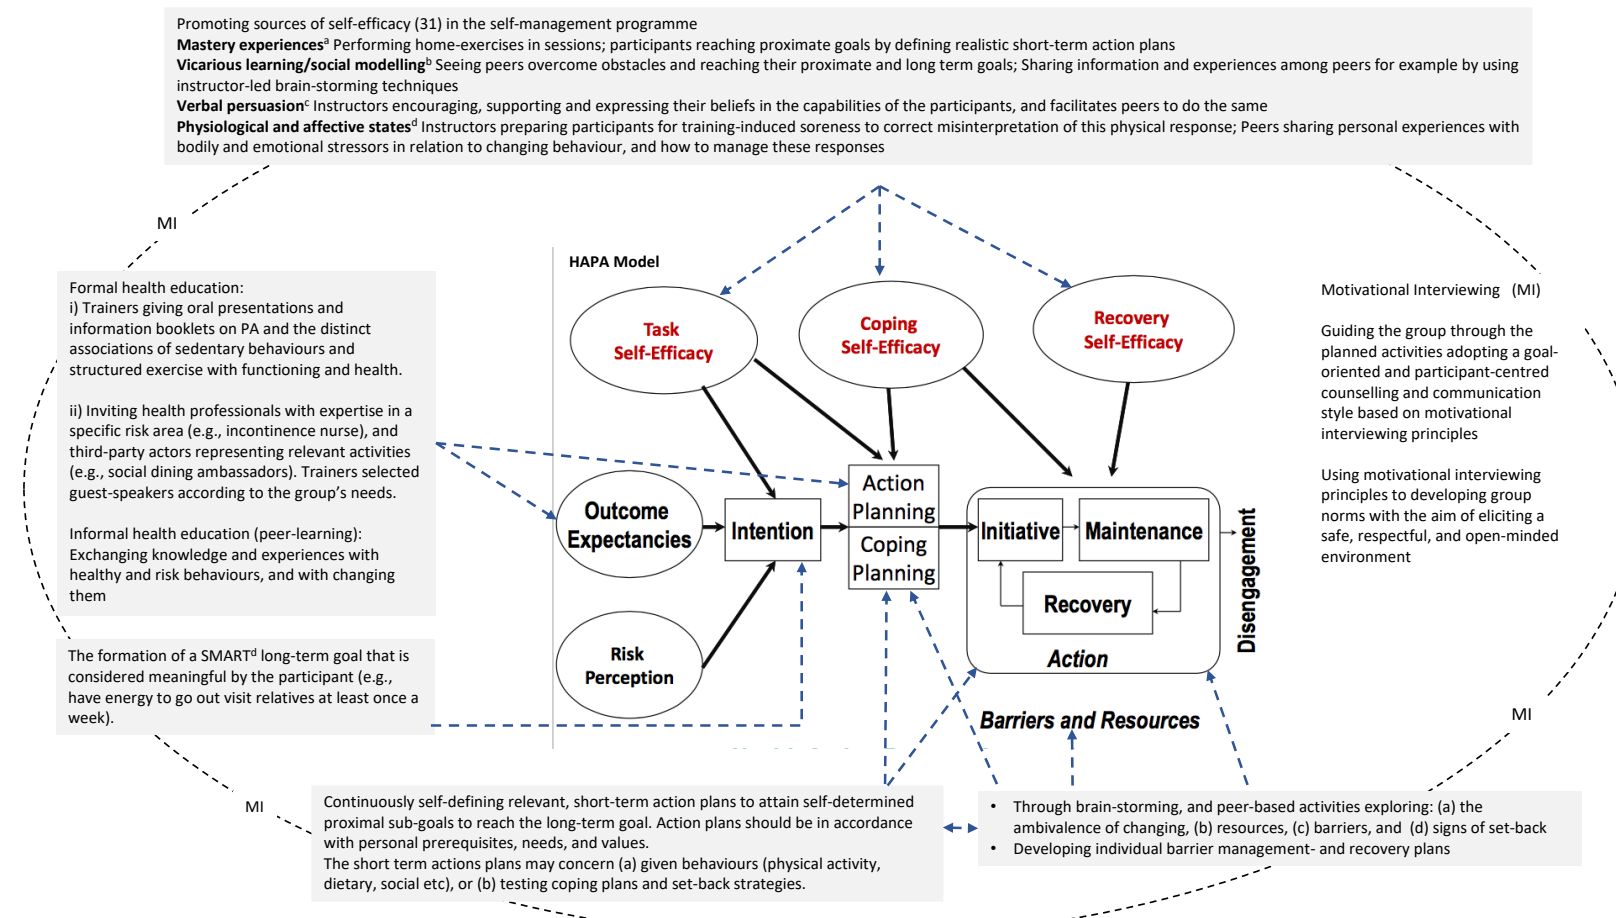 Promoting sources of self-efficacy (31) in the self-management programme
Mastery experiencesᵃ Performing home-exercises in sessions; participants reaching proximate goals by defining realistic short-term action plans
Vicarious learning/social modellingᵇ Seeing peers overcome obstacles and reaching their proximate and long term goals; Sharing information and experiences among peers for example by using
instructor-led brain-storming techniques
Verbal persuasionᶜ Instructors encouraging, supporting and expressing their beliefs in the capabilities of the participants, and facilitates peers to do the same
Physiological and affective statesᵈ Instructors preparing participants for training-induced soreness to correct misinterpretation of this physical response; Peers sharing personal experiences with
bodily and emotional stressors in relation to changing behaviour, and how to manage these responses
MI
Formal health education:
i) Trainers giving oral presentations and
information booklets on PA and the distinct
associations of sedentary behaviours and
structured exercise with functioning and health.
ii) Inviting health professionals with expertise in a
specific risk area (e.g., incontinence nurse), and
third-party actors representing relevant activities
(e.g., social dining ambassadors). Trainers selected
guest-speakers according to the group's needs.
Informal health education (peer-learning):
Exchanging knowledge and experiences with
healthy and risk behaviours, and with changing
them
The formation of a SMARTᵈ long-term goal that is
considered meaningful by the participant (e.g.,
have energy to go out visit relatives at least once a
week).
HAPA Model
Task
Self-Efficacy
Coping
Self-Efficacy
Recovery
Self-Efficacy
Outcome
Expectancies
Risk
Perception
Intention
Action
Planning
Coping
Planning
Initiative
Maintenance
Recovery
Action
Disengagement
Barriers and Resources
Motivational Interviewing (MI)
Guiding the group through the
planned activities adopting a goal-
oriented and participant-centred
counselling and communication
style based on motivational
interviewing principles
Using motivational interviewing
principles to developing group
norms with the aim of eliciting a
safe, respectful, and open-minded
environment
MI
MI
Continuously self-defining relevant, short-term action plans to attain self-determined
proximal sub-goals to reach the long-term goal. Action plans should be in accordance
with personal prerequisites, needs, and values.
The short term actions plans may concern (a) given behaviours (physical activity,
dietary, social etc), or (b) testing coping plans and set-back strategies.
• Through brain-storming, and peer-based activities exploring: (a) the
ambivalence of changing, (b) resources, (c) barriers, and (d) signs of set-back
• Developing individual barrier management- and recovery plans